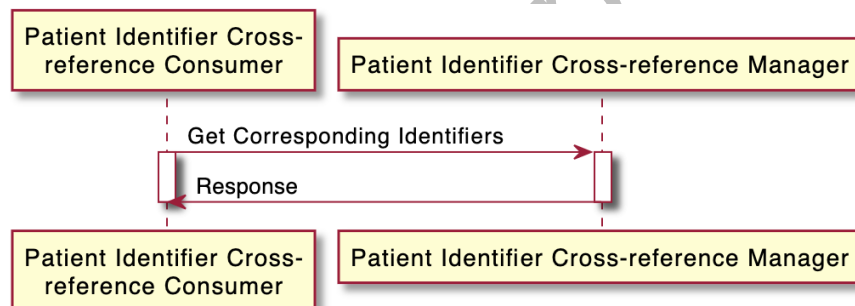 Patient Identifier Cross-
reference Consumer
Patient Identifier Cross-reference Manager
Get Corresponding Identifiers
Response
Patient Identifier Cross-
reference Consumer
Patient Identifier Cross-reference Manager